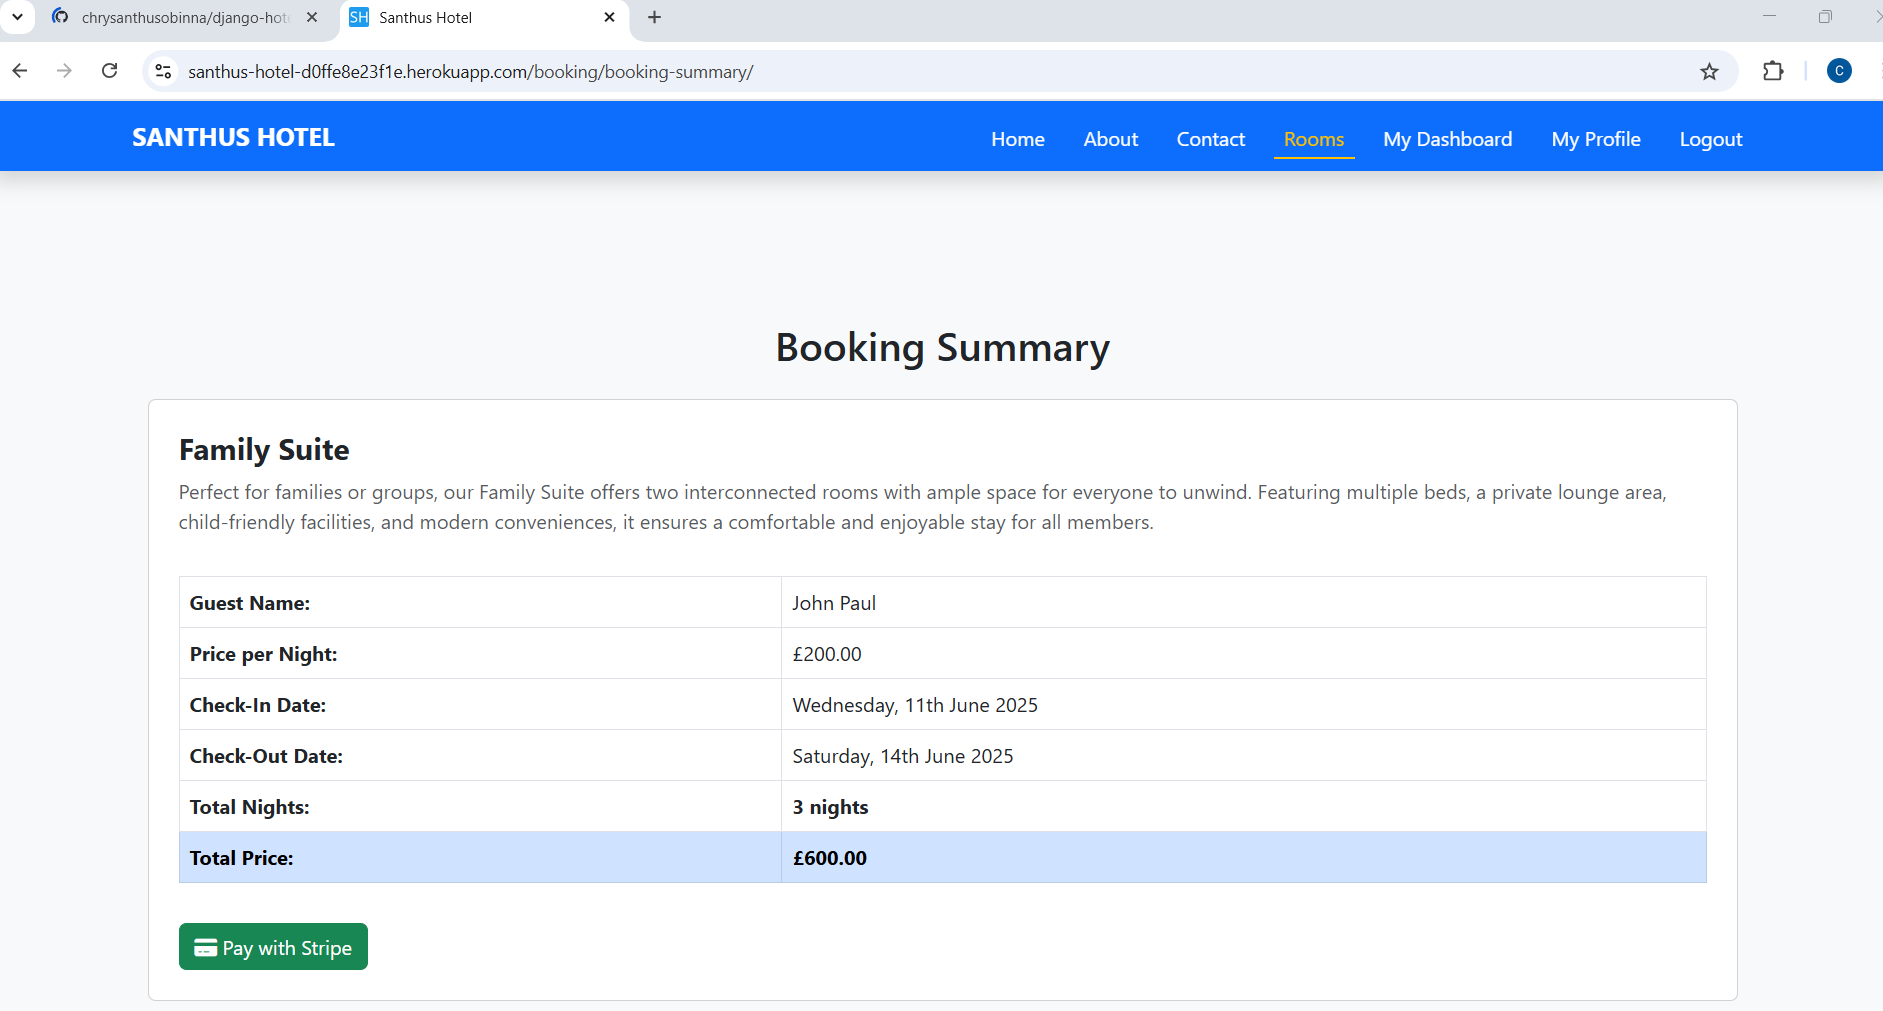 chrysanthusobinna/django-hot
Santhus Hotel
santhus-hotel-d0ffe8e23f1e.herokuapp.com/booking/booking-summary/
C
SANTHUS HOTEL
Home About Contact Rooms My Dashboard My Profile Logout
Booking Summary
Family Suite
Perfect for families or groups, our Family Suite offers two interconnected rooms with ample space for everyone to unwind. Featuring multiple beds, a private lounge area,
child-friendly facilities, and modern conveniences, it ensures a comfortable and enjoyable stay for all members.
Guest Name: John Paul
Price per Night: £200.00
Check-In Date: Wednesday, 11th June 2025
Check-Out Date: Saturday, 14th June 2025
Total Nights: 3 nights
Total Price: £600.00
Pay with Stripe